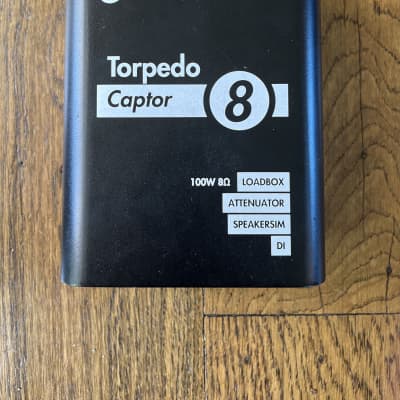 Torpedo
Captor 8
100W 8Ω LOADBOX
ATTENUATOR
SPEAKERSIM
DI